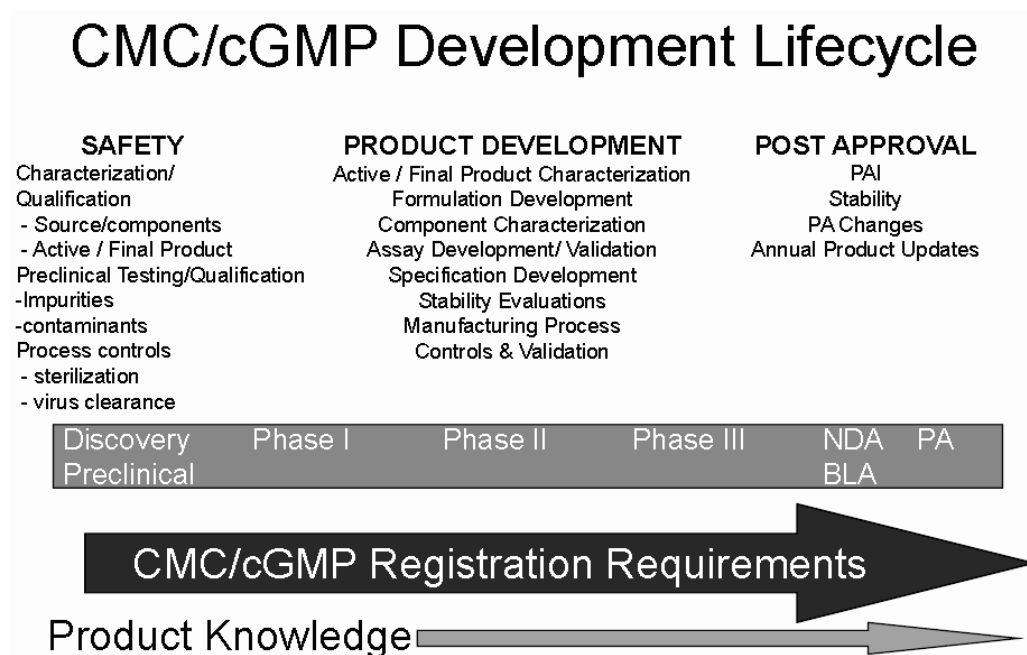 CMC/cGMP Development Lifecycle
SAFETY
Characterization/
Qualification
- Source/components
- Active / Final Product
Preclinical Testing/Qualification
-Impurities
-contaminants
Process controls
- sterilization
- virus clearance
PRODUCT DEVELOPMENT
Active / Final Product Characterization
Formulation Development
Component Characterization
Assay Development/ Validation
Specification Development
Stability Evaluations
Manufacturing Process
Controls & Validation
POST APPROVAL
PAI
Stability
PA Changes
Annual Product Updates
Discovery Phase I Phase II Phase III NDA PA
Preclinical BLA
CMC/cGMP Registration Requirements
Product Knowledge